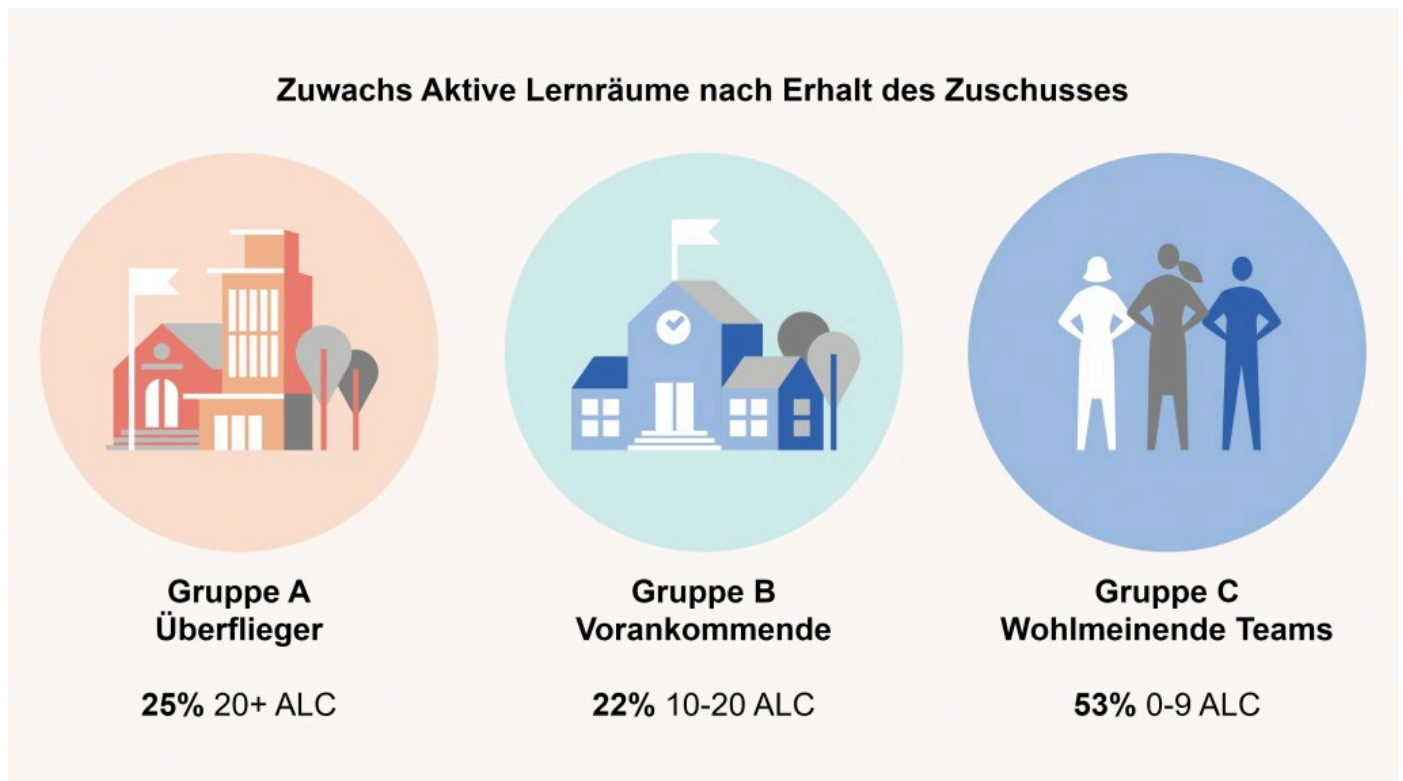 Zuwachs Aktive Lernräume nach Erhalt des Zuschusses
Gruppe A
Überflieger
25% 20+ ALC
Gruppe B
Vorankommende
22% 10-20 ALC
Gruppe C
Wohlmeinende Teams
53% 0-9 ALC